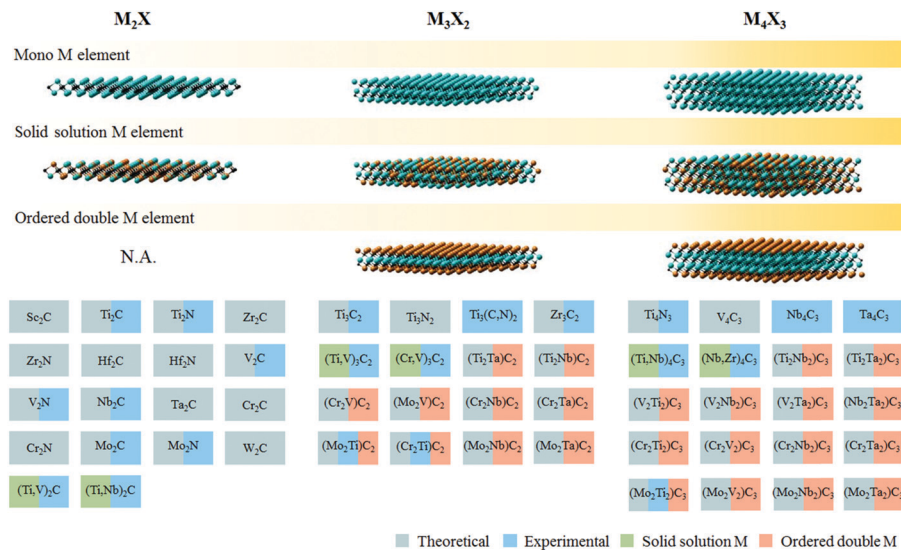 M₂X M₃X₂ M₄X₃
Mono M element
Solid solution M element
Ordered double M element
N.A.
Sc₂C Ti₂C Ti₂N Zr₂C Ti₃C₂ Ti₃N₂ Ti₃(C,N)₂ Zr₃C₂ Ti₄N₃ V₄C₃ Nb₄C₃ Ta₄C₃
Zr₂N Hf₂C Hf₂N V₂C (Ti,V)₃C₂ (Cr,V)₃C₂ (Ti₂Ta)C₂ (Ti₂Nb)C₂ (Ti,Nb)₄C₃ (Nb,Zr)₄C₃ (Ti₂Nb₂)C₃ (Ti₂Ta₂)C₃
V₂N Nb₂C Ta₂C Cr₂C (Cr₂V)C₂ (Mo₂V)C₂ (Cr₂Nb)C₂ (Cr₂Ta)C₂ (V₂Ti₂)C₃ (V₂Nb₂)C₃ (V₂Ta₂)C₃ (Nb₂Ta₂)C₃
Cr₂N Mo₂C Mo₂N W₂C (Mo₂Ti)C₂ (Cr₂Ti)C₂ (Mo₂Nb)C₂ (Mo₂Ta)C₂ (Cr₂Ti₂)C₃ (Cr₂V₂)C₃ (Cr₂Nb₂)C₃ (Cr₂Ta₂)C₃
(Ti,V)₂C (Ti,Nb)₂C (Mo₂Ti₂)C₃ (Mo₂V₂)C₃ (Mo₂Nb₂)C₃ (Mo₂Ta₂)C₃
Theoretical Experimental Solid solution M Ordered double M